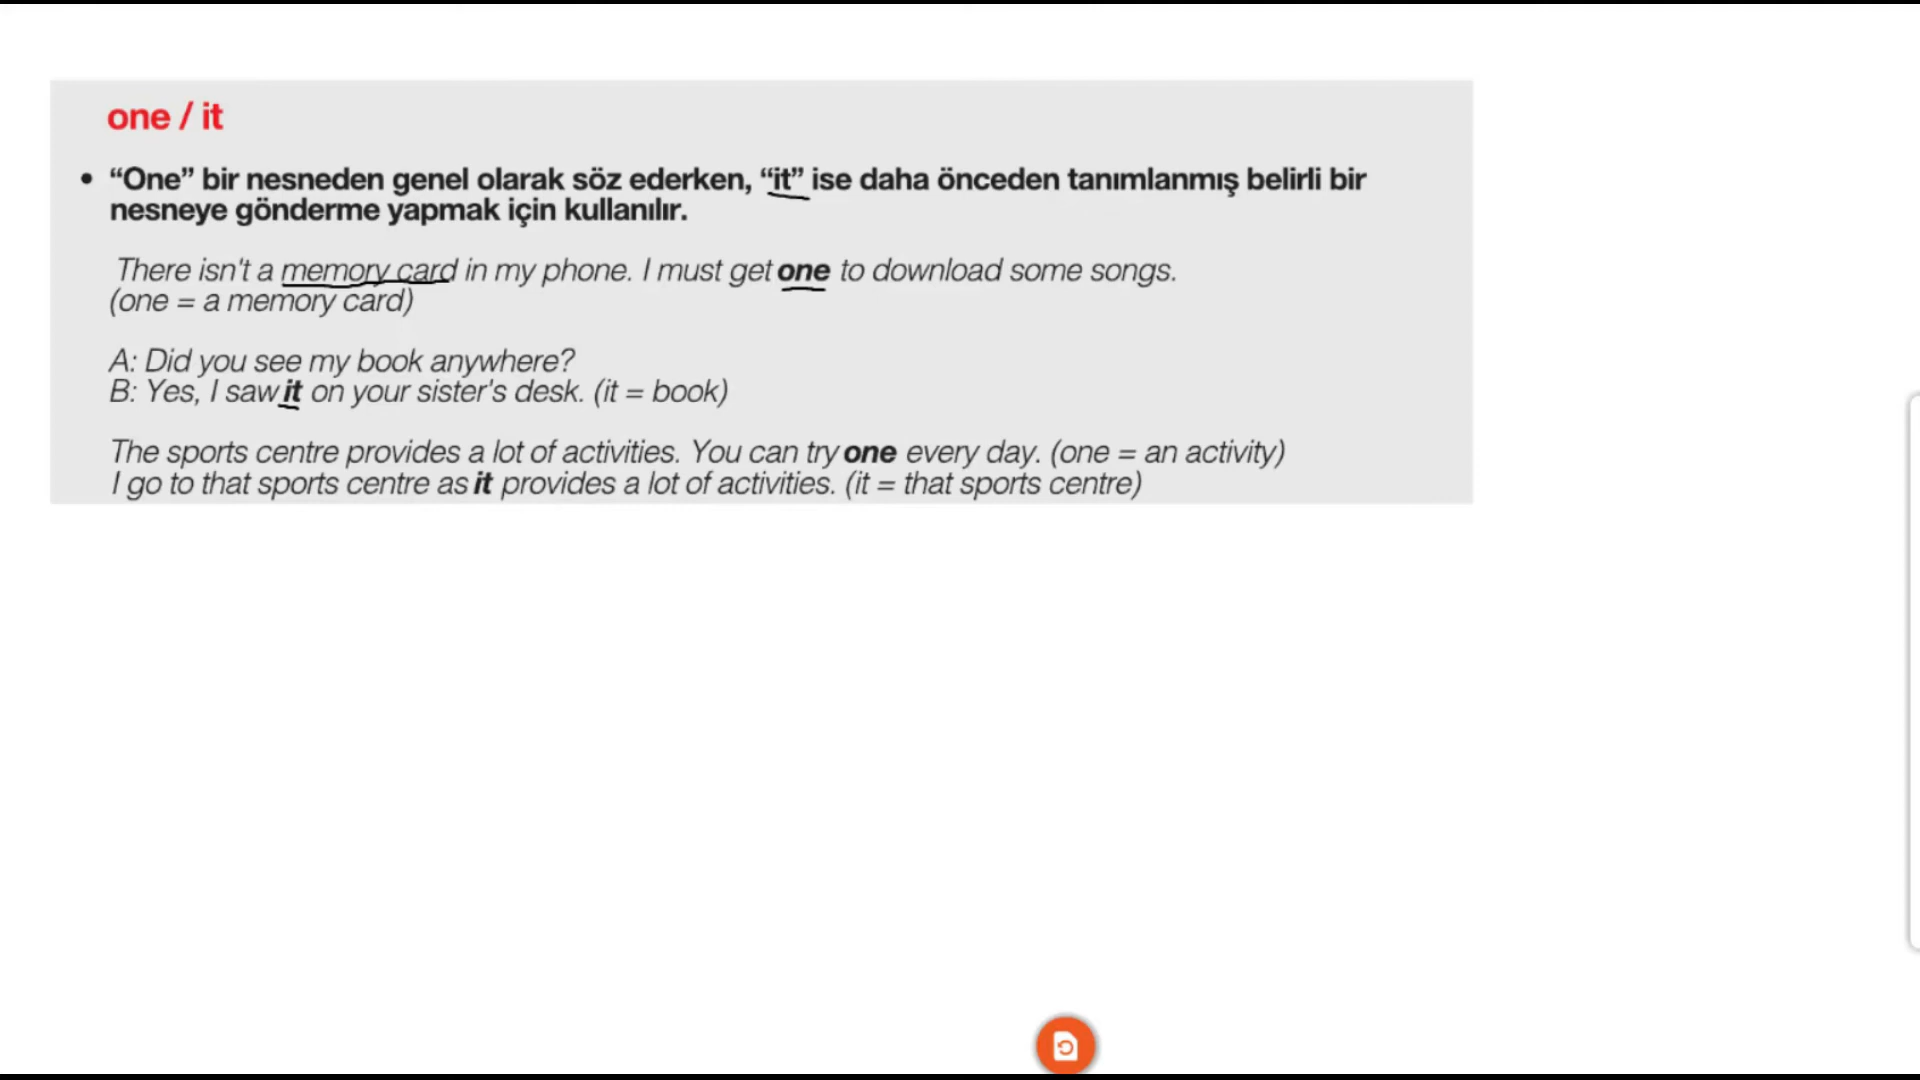 one / it
• “One” bir nesneden genel olarak söz ederken, “it” ise daha önceden tanımlanmış belirli bir
nesneye gönderme yapmak için kullanılır.
There isn't a memory card in my phone. I must get one to download some songs.
(one = a memory card)
A: Did you see my book anywhere?
B: Yes, I saw it on your sister's desk. (it = book)
The sports centre provides a lot of activities. You can try one every day. (one = an activity)
I go to that sports centre as it provides a lot of activities. (it = that sports centre)